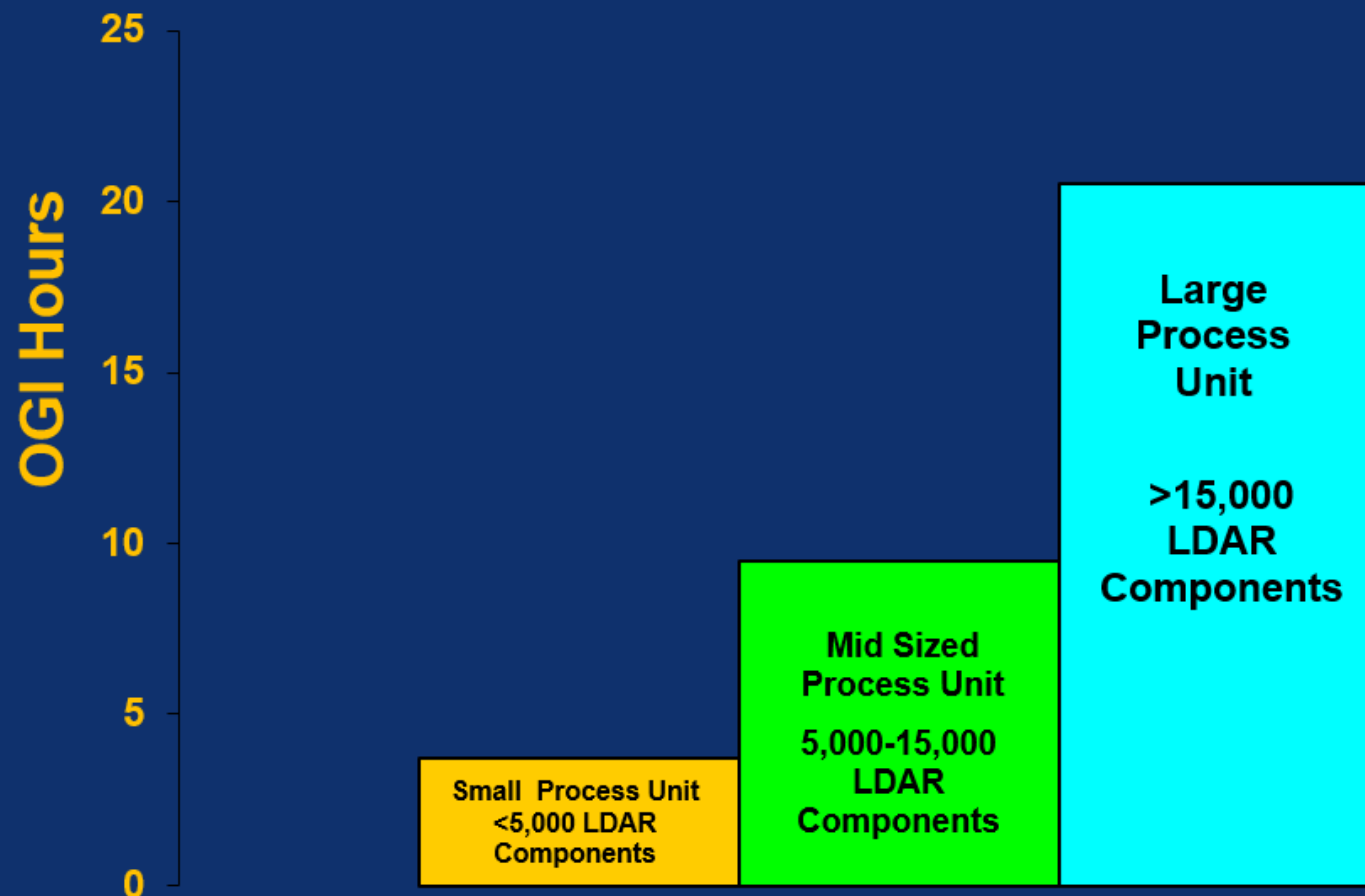 OGI Hours
25
20
15
10
5
0
Small Process Unit
<5,000 LDAR
Components
Mid Sized
Process Unit
5,000-15,000
LDAR
Components
Large
Process
Unit
>15,000
LDAR
Components